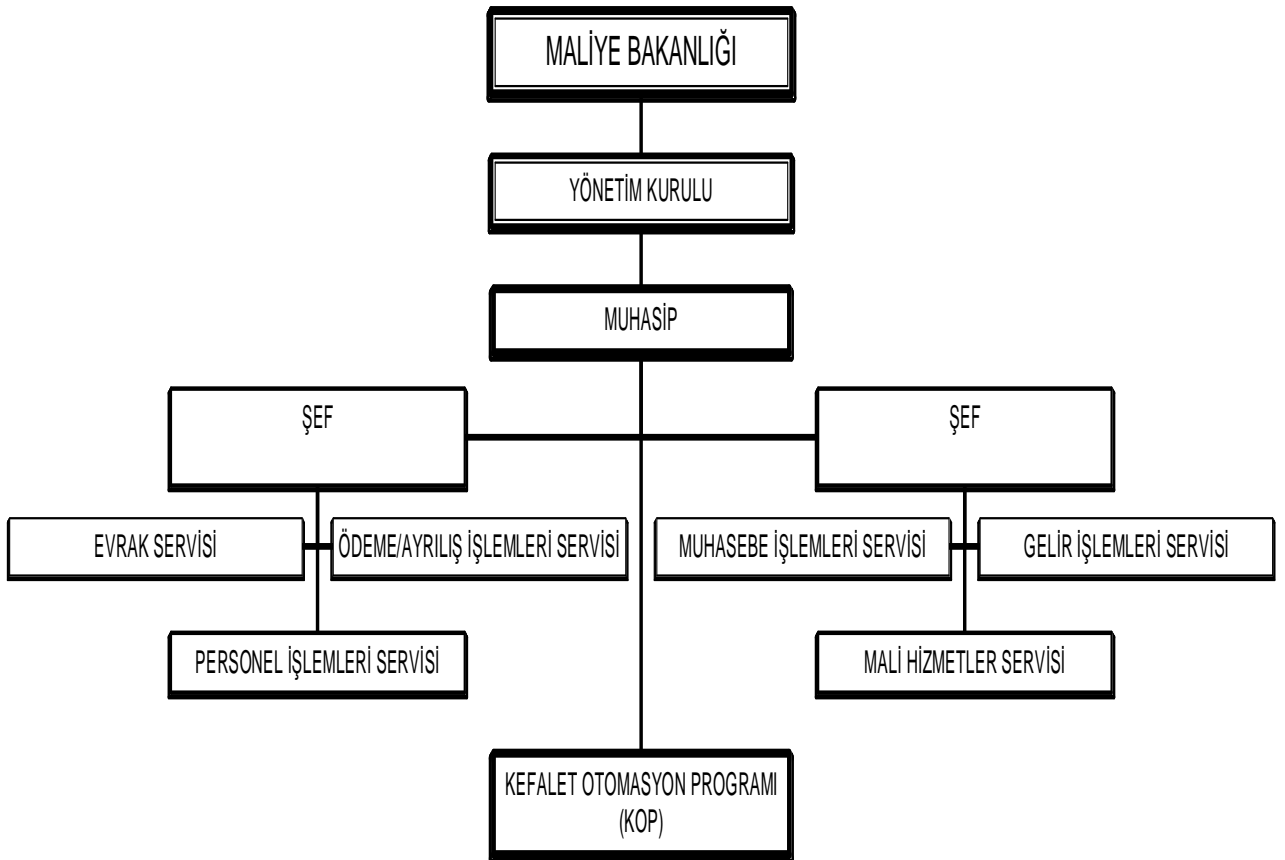 MALİYE BAKANLIĞI
YÖNETİM KURULU
MUHASİP
ŞEF
ŞEF
EVRAK SERVİSİ
ÖDEME/AYRILIŞ İŞLEMLERİ SERVİSİ
MUHASEBE İŞLEMLERİ SERVİSİ
GELİR İŞLEMLERİ SERVİSİ
PERSONEL İŞLEMLERİ SERVİSİ
MALİ HİZMETLER SERVİSİ
KEFALET OTOMASYON PROGRAMI
(KOP)